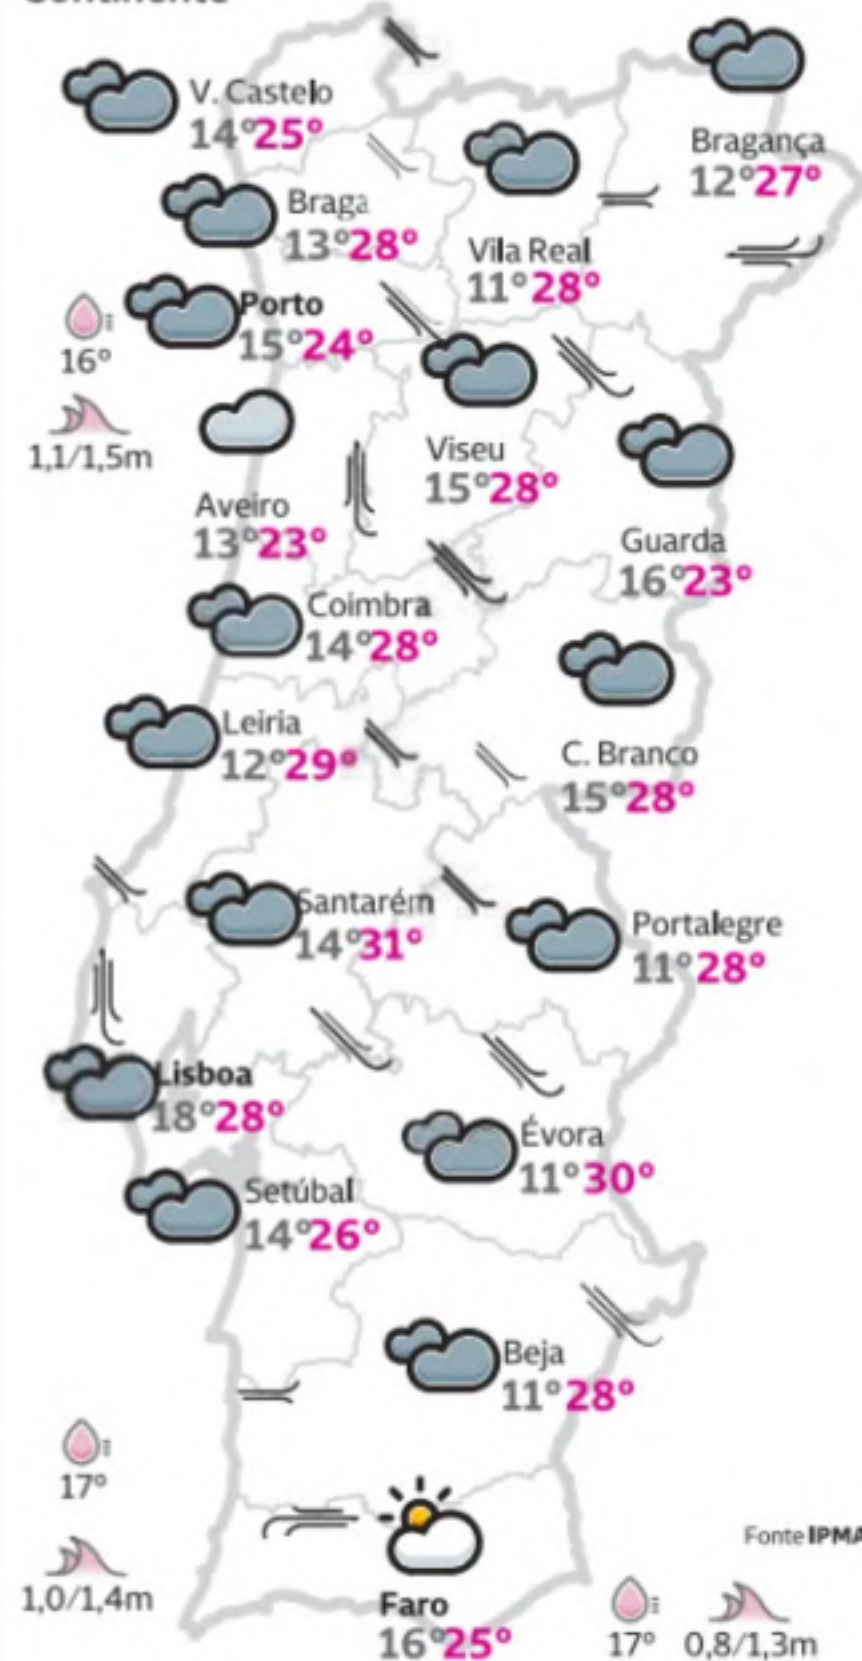 Continente
V. Castelo
14°25°
Bragança
12°27°
Braga
13°28°
Vila Real
11°28°
Porto
15°24°
16°
1,1/1,5m
Viseu
15°28°
Aveiro
13°23°
Guarda
16°23°
Coimbra
14°28°
Leiria
12°29°
C. Branco
15°28°
Santarém
14°31°
Portalegre
11°28°
Lisboa
18°28°
Évora
11°30°
Setúbal
14°26°
Beja
11°28°
17°
1,0/1,4m
Fonte IPMA
Faro
16°25°
17°
0,8/1,3m